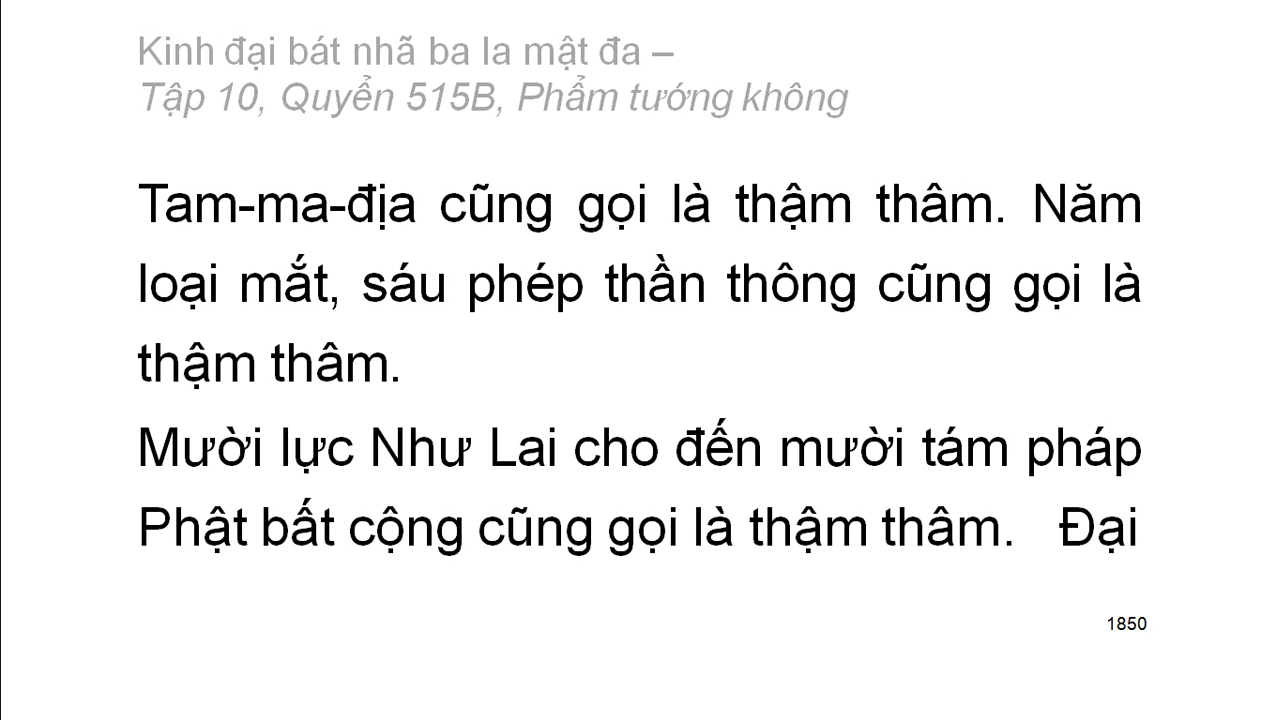 Kinh đại bát nhã ba la mật đa –
Tập 10, Quyển 515B, Phẩm tướng không
Tam-ma-địa cũng gọi là thậm thâm. Năm
loại mắt, sáu phép thần thông cũng gọi là
thậm thâm.
Mười lực Như Lai cho đến mười tám pháp
Phật bất cộng cũng gọi là thậm thâm.   Đại
1850